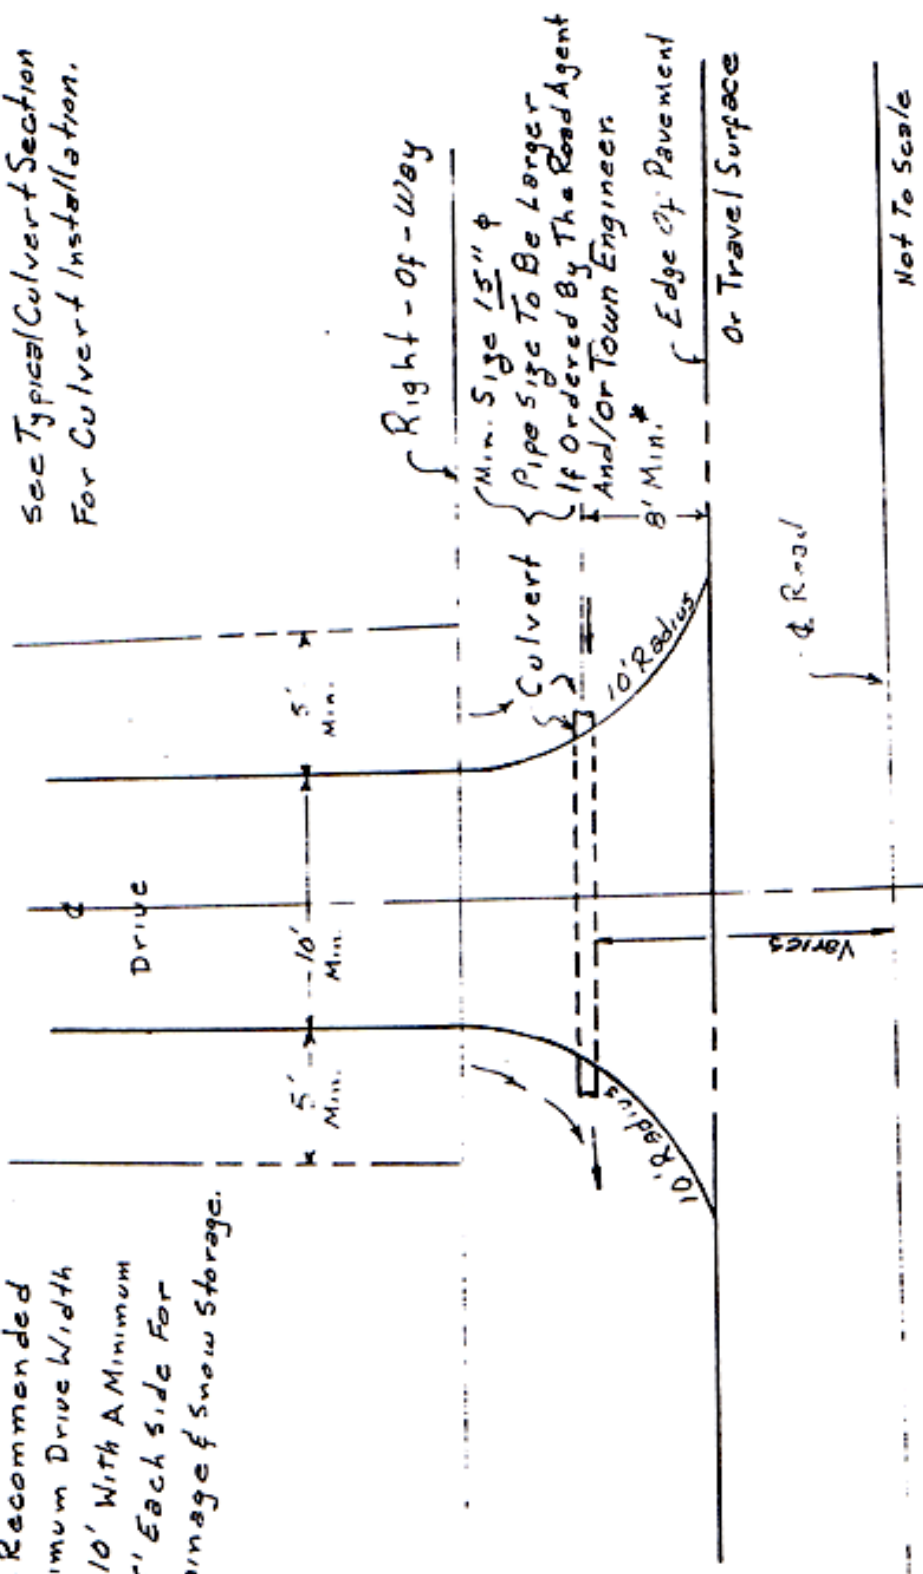 See Typical Culvert Section
For Culvert Installation.
Right-Of-Way
Min. Size 15" φ
Pipe Size To Be Larger
If Ordered By The Road Agent
And/Or Town Engineer.
8' Min.*
Edge Of Pavement
Or Travel Surface
Not To Scale
Culvert
10' Radius
℄ Road
5'
Min.
℄
Drive
10'
Min.
5'
Min.
Varies
10' Radius
Recommended
Drive Width
10' With A Minimum
Each Side For
& Snow Storage.